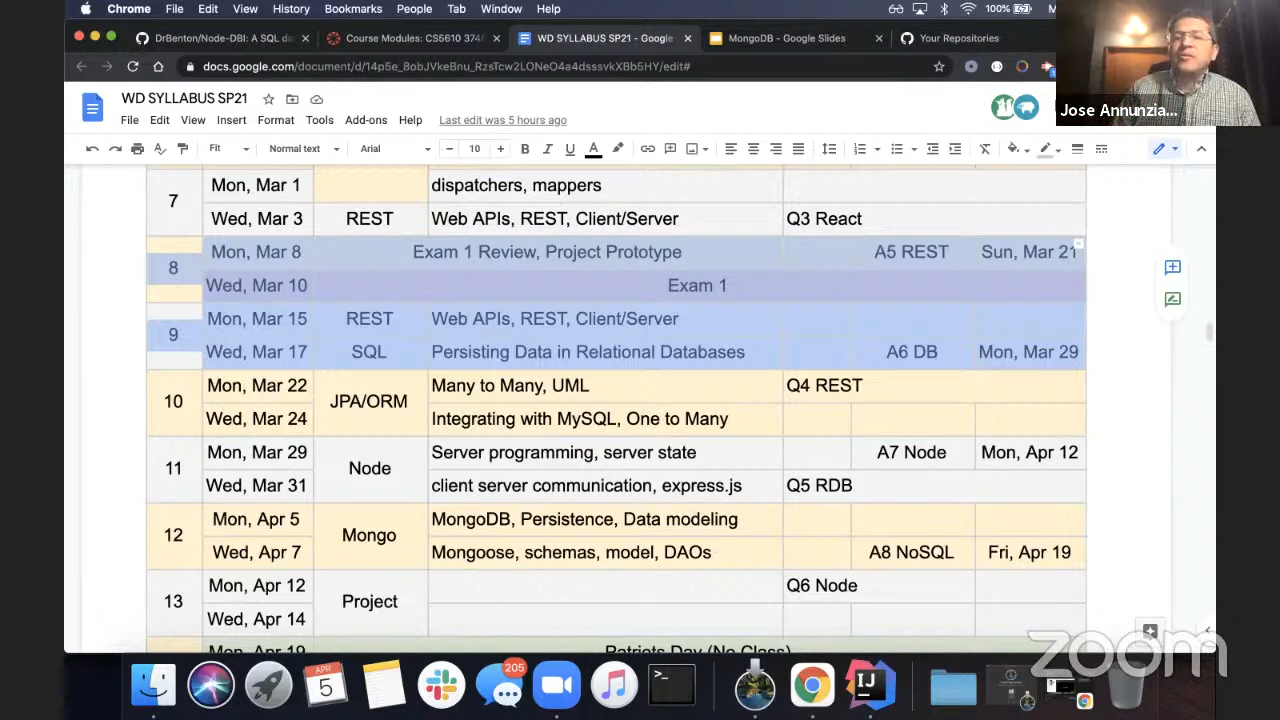 Chrome File Edit View History Bookmarks People Tab Window Help 100%
DrBenton/Node-DBI: A SQL da Course Modules: CS5610 374 WD SYLLABUS SP21 - Google MongoDB - Google Slides Your Repositories
docs.google.com/document/d/14p5e_8obJVkeBnu_RzsTcw2LONeO4a4dsssvkXBb5HY/edit#
Jose Annunzia...
WD SYLLABUS SP21
File Edit View Insert Format Tools Add-ons Help Last edit was 5 hours ago
Fit Normal text Arial 10
7 Mon, Mar 1 dispatchers, mappers
Wed, Mar 3 REST Web APIs, REST, Client/Server Q3 React
8 Mon, Mar 8 Exam 1 Review, Project Prototype A5 REST Sun, Mar 21
Wed, Mar 10 Exam 1
9 Mon, Mar 15 REST Web APIs, REST, Client/Server
Wed, Mar 17 SQL Persisting Data in Relational Databases A6 DB Mon, Mar 29
10 Mon, Mar 22 JPA/ORM Many to Many, UML Q4 REST
Wed, Mar 24 Integrating with MySQL, One to Many
11 Mon, Mar 29 Node Server programming, server state A7 Node Mon, Apr 12
Wed, Mar 31 client server communication, express.js Q5 RDB
12 Mon, Apr 5 Mongo MongoDB, Persistence, Data modeling
Wed, Apr 7 Mongoose, schemas, model, DAOs A8 NoSQL Fri, Apr 19
13 Mon, Apr 12 Project Q6 Node
Wed, Apr 14
Mon, Apr 19 Patriots Day (No Class)
zoom
APR
5
205